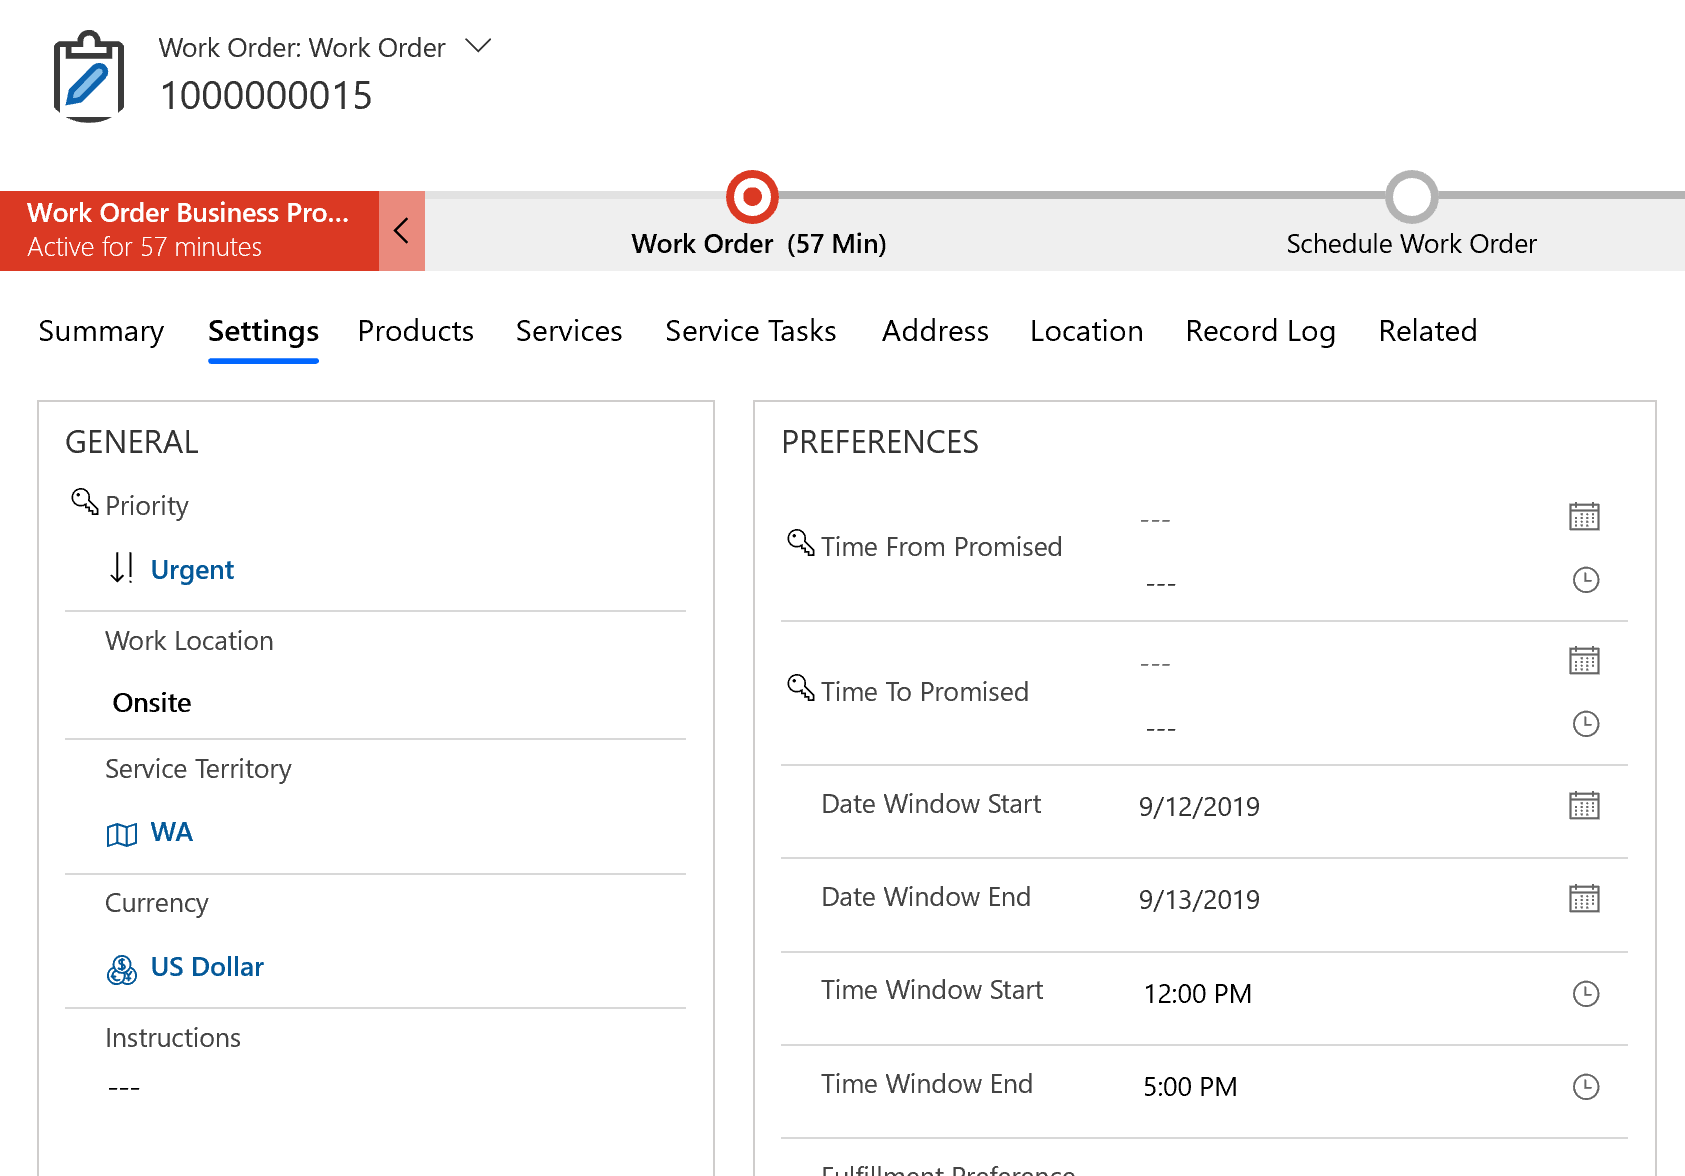 Work Order: Work Order
1000000015
Work Order Business Pro...
Active for 57 minutes
Work Order (57 Min)
Schedule Work Order
Summary Settings Products Services Service Tasks Address Location Record Log Related
GENERAL
Priority
Urgent
Work Location
Onsite
Service Territory
WA
Currency
US Dollar
Instructions
---
PREFERENCES
---
Time From Promised
---
---
Time To Promised
---
Date Window Start 9/12/2019
Date Window End 9/13/2019
Time Window Start 12:00 PM
Time Window End 5:00 PM
Fulfillment Preference